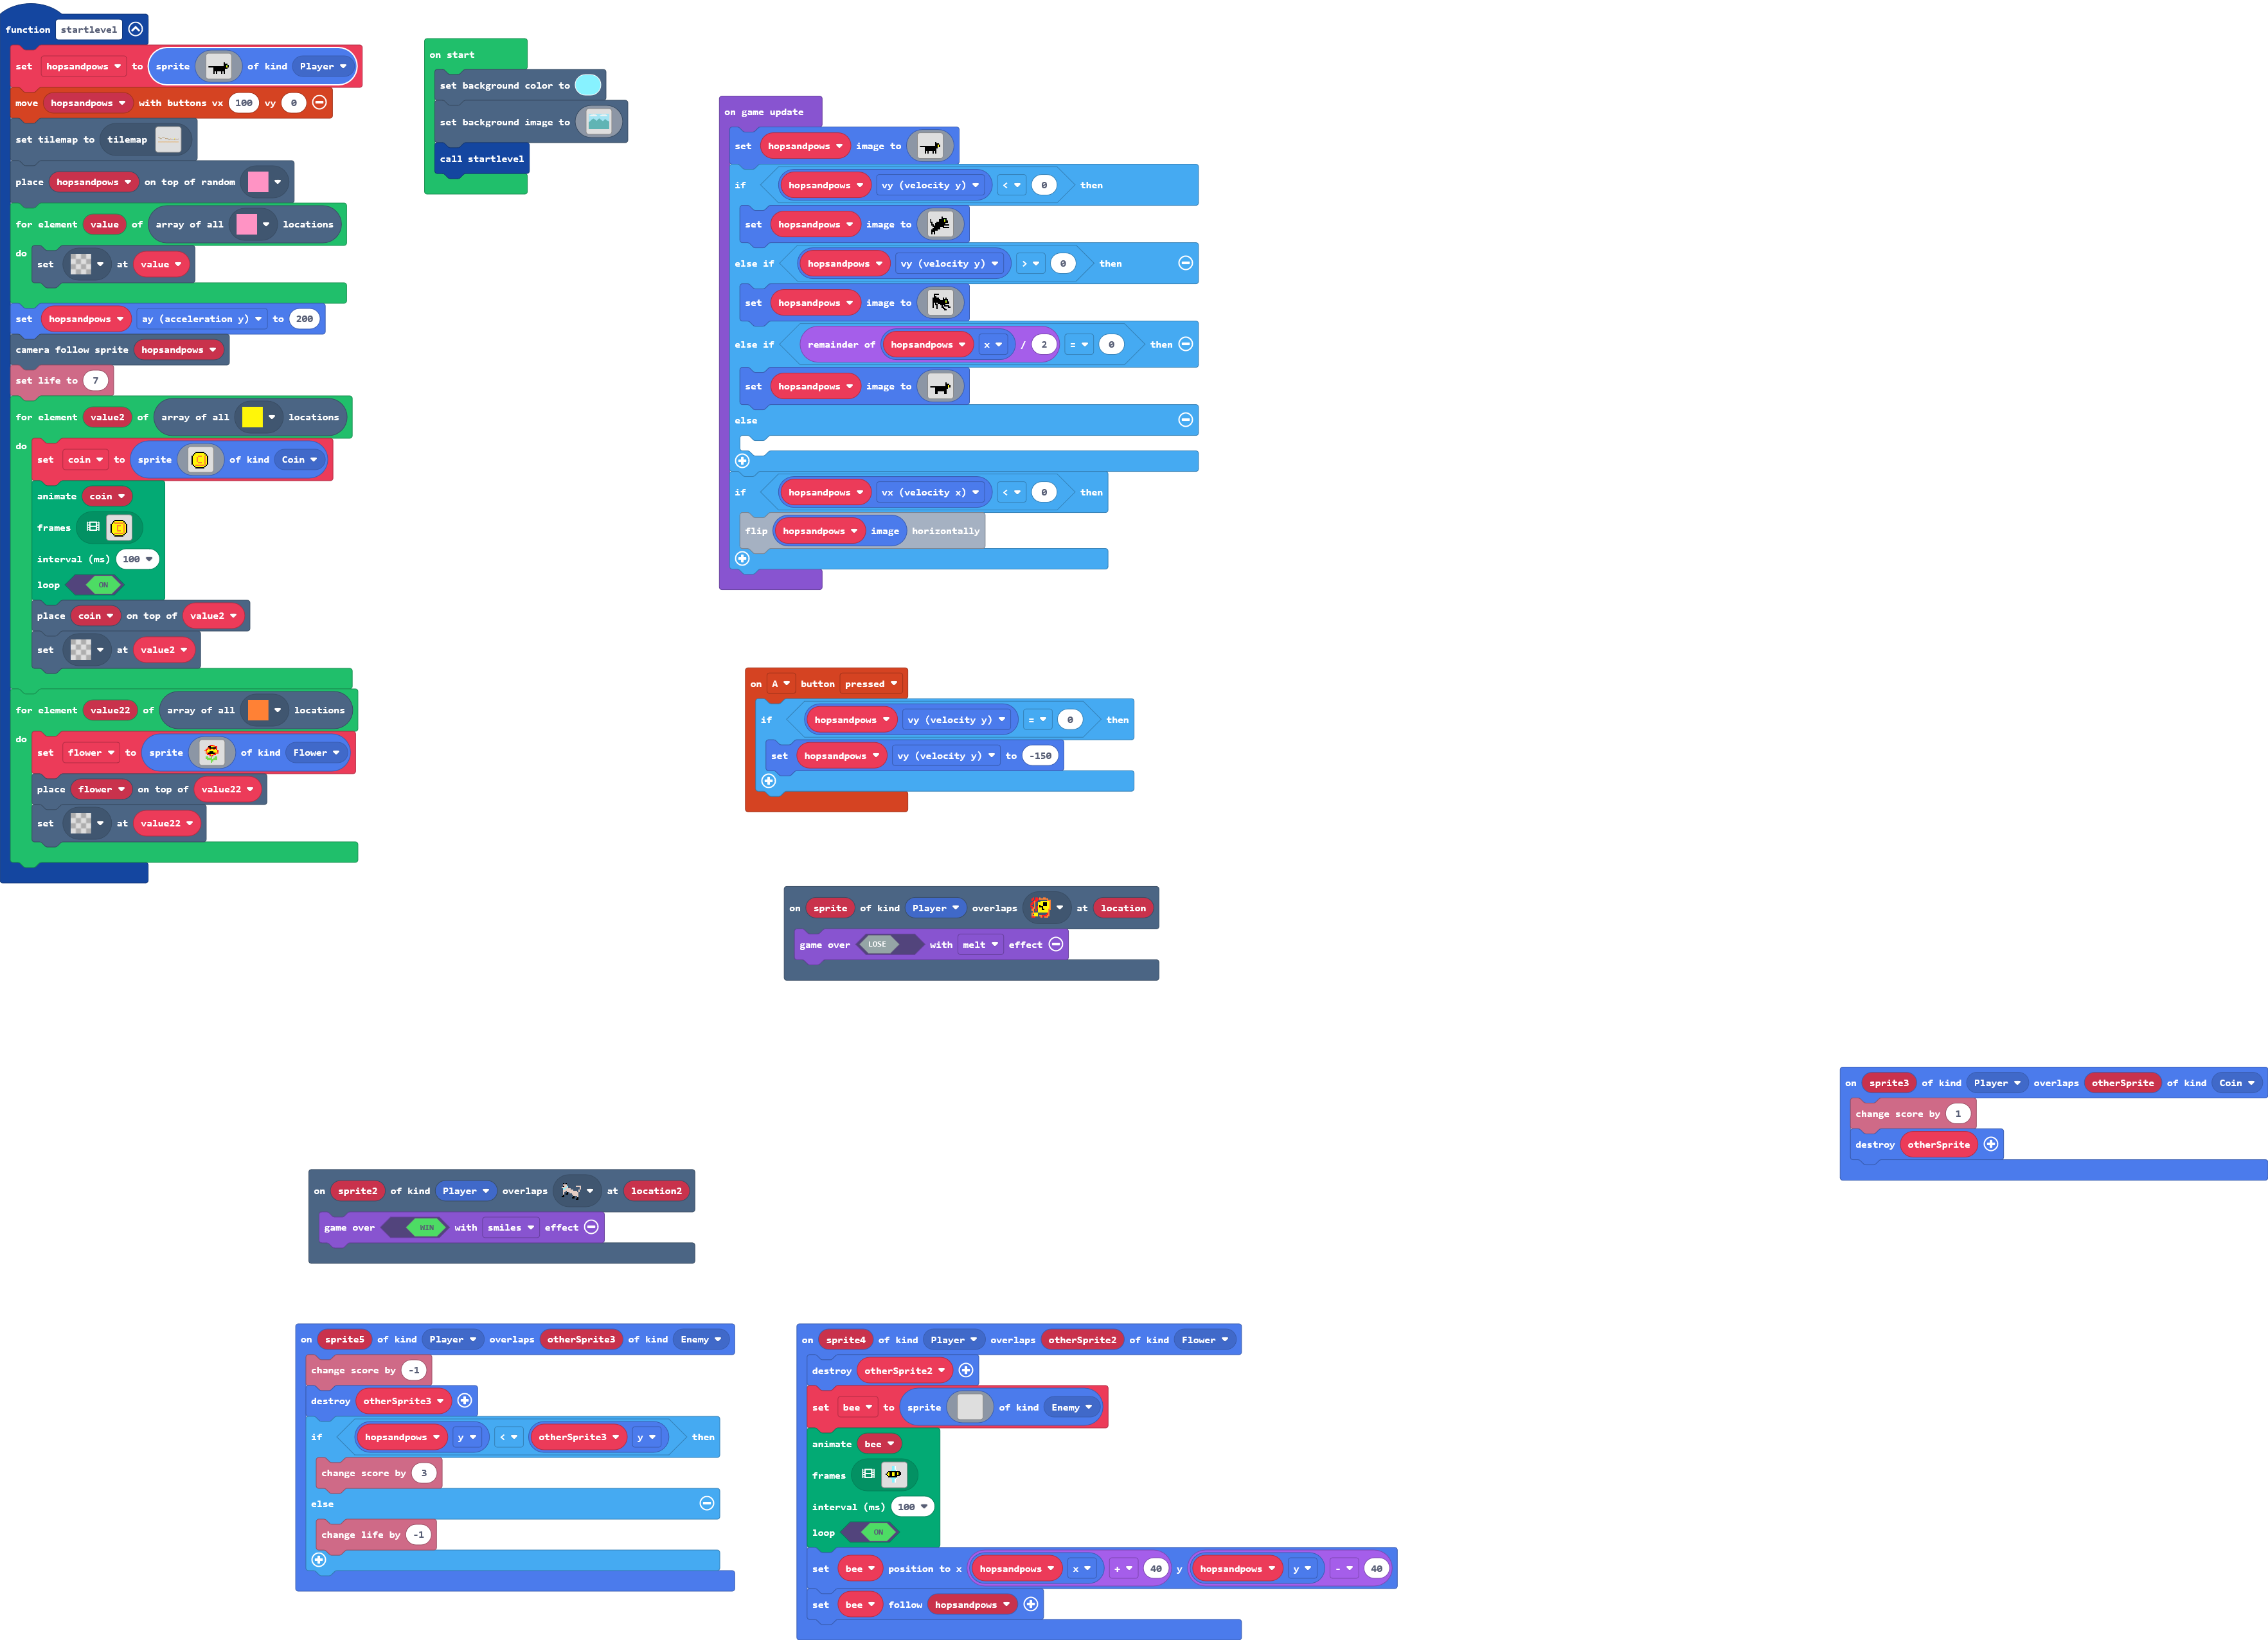 function startlevel
set hopsandpows to sprite of kind Player
move hopsandpows with buttons vx 100 vy 0
set tilemap to tilemap
place hopsandpows on top of random
for element value of array of all locations
do
set at value
set hopsandpows ay (acceleration y) to 200
camera follow sprite hopsandpows
set life to 7
for element value2 of array of all locations
do
set coin to sprite of kind Coin
animate coin
frames
interval (ms) 100
loop ON
place coin on top of value2
set at value2
for element value22 of array of all locations
do
set flower to sprite of kind Flower
place flower on top of value22
set at value22
on start
set background color to
set background image to
call startlevel
on game update
set hopsandpows image to
if hopsandpows vy (velocity y) < 0 then
set hopsandpows image to
else if hopsandpows vy (velocity y) > 0 then
set hopsandpows image to
else if remainder of hopsandpows x / 2 = 0 then
set hopsandpows image to
else
if hopsandpows vx (velocity x) < 0 then
flip hopsandpows image horizontally
on A button pressed
if hopsandpows vy (velocity y) = 0 then
set hopsandpows vy (velocity y) to -150
on sprite of kind Player overlaps at location
game over LOSE with melt effect
on sprite3 of kind Player overlaps otherSprite of kind Coin
change score by 1
destroy otherSprite
on sprite2 of kind Player overlaps at location2
game over WIN with smiles effect
on sprite5 of kind Player overlaps otherSprite3 of kind Enemy
change score by -1
destroy otherSprite3
if hopsandpows y < otherSprite3 y then
change score by 3
else
change life by -1
on sprite4 of kind Player overlaps otherSprite2 of kind Flower
destroy otherSprite2
set bee to sprite of kind Enemy
animate bee
frames
interval (ms) 100
loop ON
set bee position to x hopsandpows x + 40 y hopsandpows y - 40
set bee follow hopsandpows